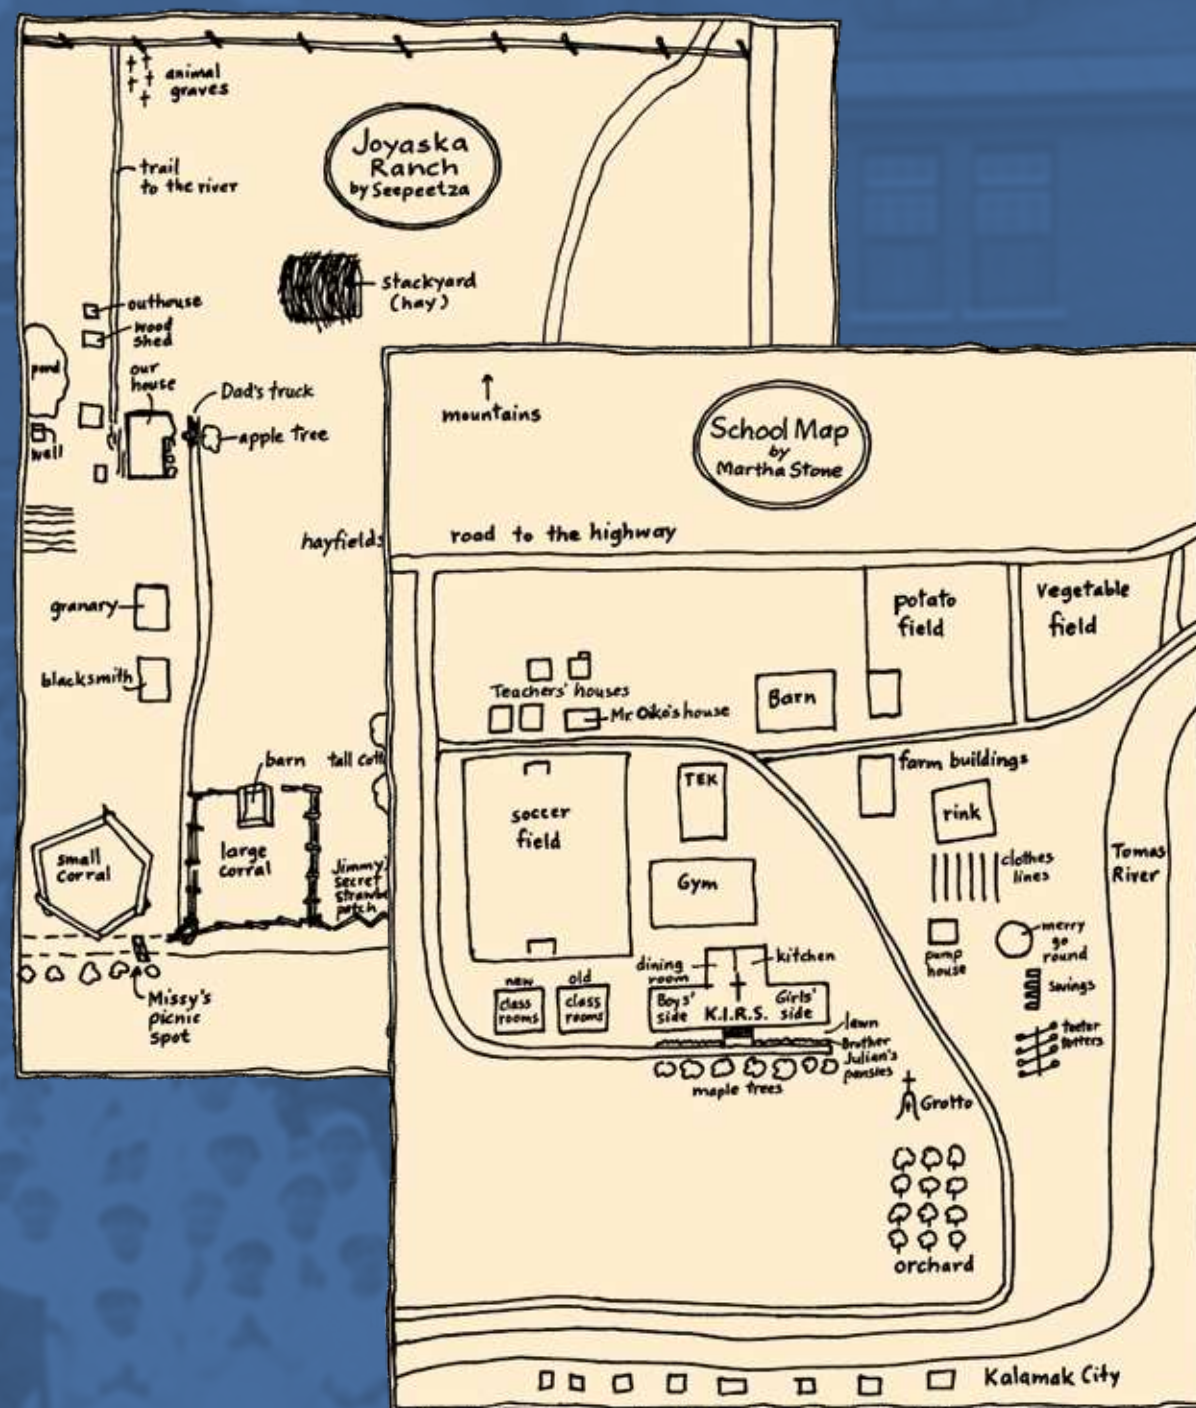 animal
graves
Joyaska
Ranch
by Seepeetza
trail
to the river
stackyard
(hay)
outhouse
wood
shed
pond
our
house
Dad's truck
apple tree
well
hayfields
granary
blacksmith
barn
tall
small
corral
large
corral
secret
patch
Missy's
picnic
spot
mountains
School Map
by
Martha Stone
road to the highway
potato
field
Vegetable
field
Teachers' houses
Mr Oiko's house
Barn
TEK
farm buildings
soccer
field
rink
Gym
clothes
lines
Tomas
River
dining
room
kitchen
pump
house
merry
go
round
new
class
rooms
old
class
rooms
Boys'
side
K.I.R.S.
Girls'
side
swings
lawn
Brother
Julian's
pansies
teeter
totters
maple trees
Grotto
orchard
Kalamak City